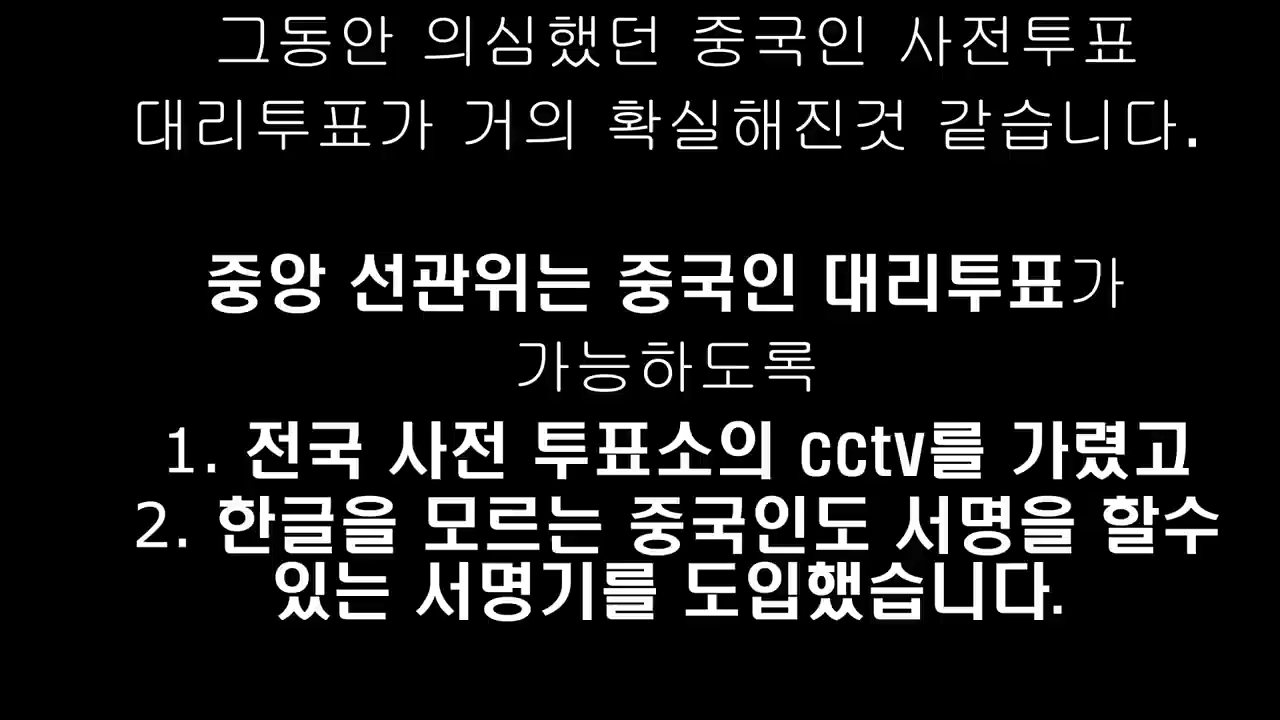 그동안 의심했던 중국인 사전투표
대리투표가 거의 확실해진것 같습니다.
중앙 선관위는 중국인 대리투표가
가능하도록
1. 전국 사전 투표소의 cctv를 가렸고
2. 한글을 모르는 중국인도 서명을 할수
있는 서명기를 도입했습니다.